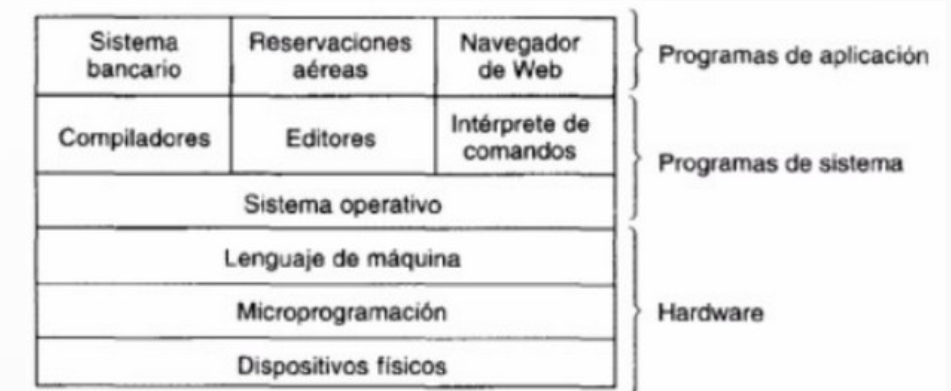 Sistema
bancario
Reservaciones
aéreas
Navegador
de Web
Programas de aplicación
Compiladores
Editores
Intérprete de
comandos
Programas de sistema
Sistema operativo
Lenguaje de máquina
Microprogramación
Hardware
Dispositivos físicos